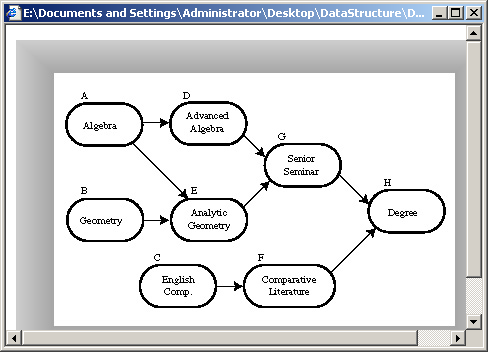 E:\Documents and Settings\Administrator\Desktop\DataStructure\D...
A
D
Algebra
Advanced
Algebra
G
Senior
Seminar
B
E
H
Geometry
Analytic
Geometry
Degree
C
F
English
Comp.
Comparative
Literature